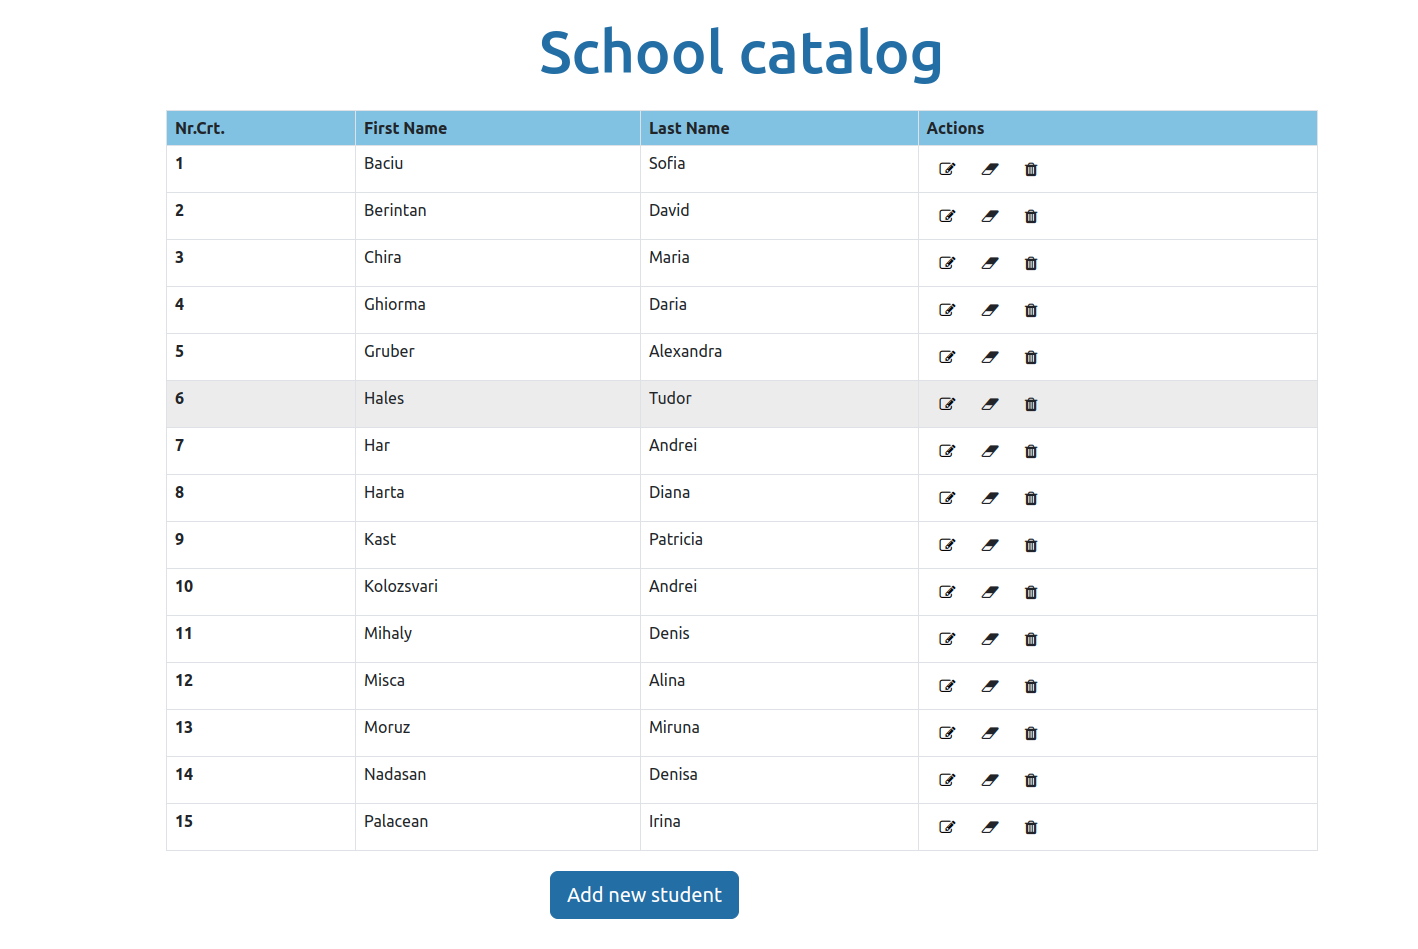 School catalog
Nr.Crt. First Name Last Name Actions
1 Baciu Sofia
2 Berintan David
3 Chira Maria
4 Ghiorma Daria
5 Gruber Alexandra
6 Hales Tudor
7 Har Andrei
8 Harta Diana
9 Kast Patricia
10 Kolozsvari Andrei
11 Mihaly Denis
12 Misca Alina
13 Moruz Miruna
14 Nadasan Denisa
15 Palacean Irina
Add new student